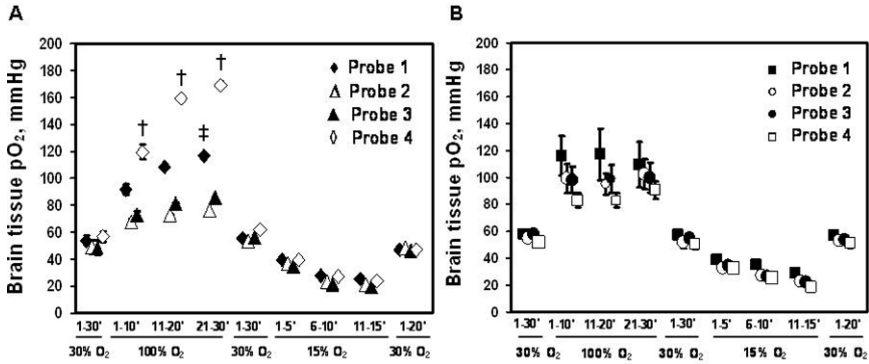 A
Brain tissue pO₂, mmHg
200
180
160
140
120
100
80
60
40
20
0
† † † ‡
Probe 1
Probe 2
Probe 3
Probe 4
1-30' 1-10' 11-20' 21-30' 1-30' 1-5' 6-10' 11-15' 1-20'
30% O₂ 100% O₂ 30% O₂ 15% O₂ 30% O₂
B
Brain tissue pO₂, mmHg
200
180
160
140
120
100
80
60
40
20
0
Probe 1
Probe 2
Probe 3
Probe 4
1-30' 1-10' 11-20' 21-30' 1-30' 1-5' 6-10' 11-15' 1-20'
30% O₂ 100% O₂ 30% O₂ 15% O₂ 30% O₂